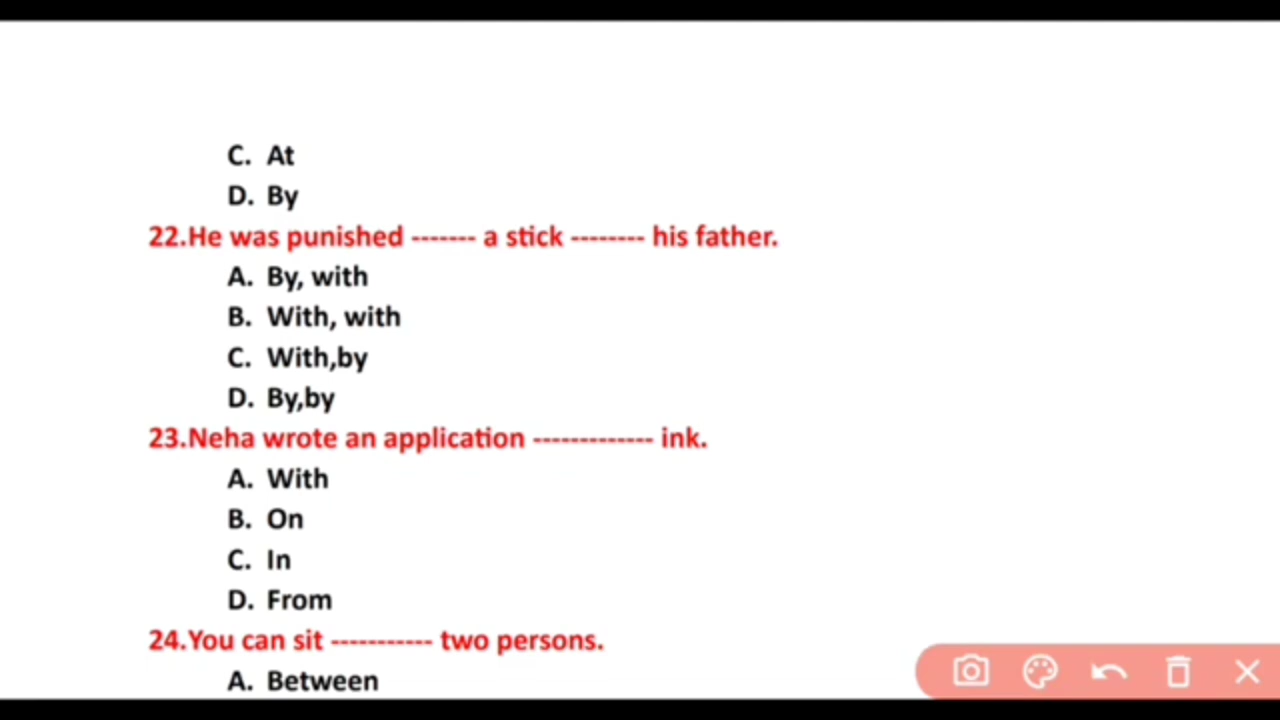 C. At
D. By
22.He was punished ------- a stick -------- his father.
A. By, with
B. With, with
C. With,by
D. By,by
23.Neha wrote an application ------------- ink.
A. With
B. On
C. In
D. From
24.You can sit ----------- two persons.
A. Between